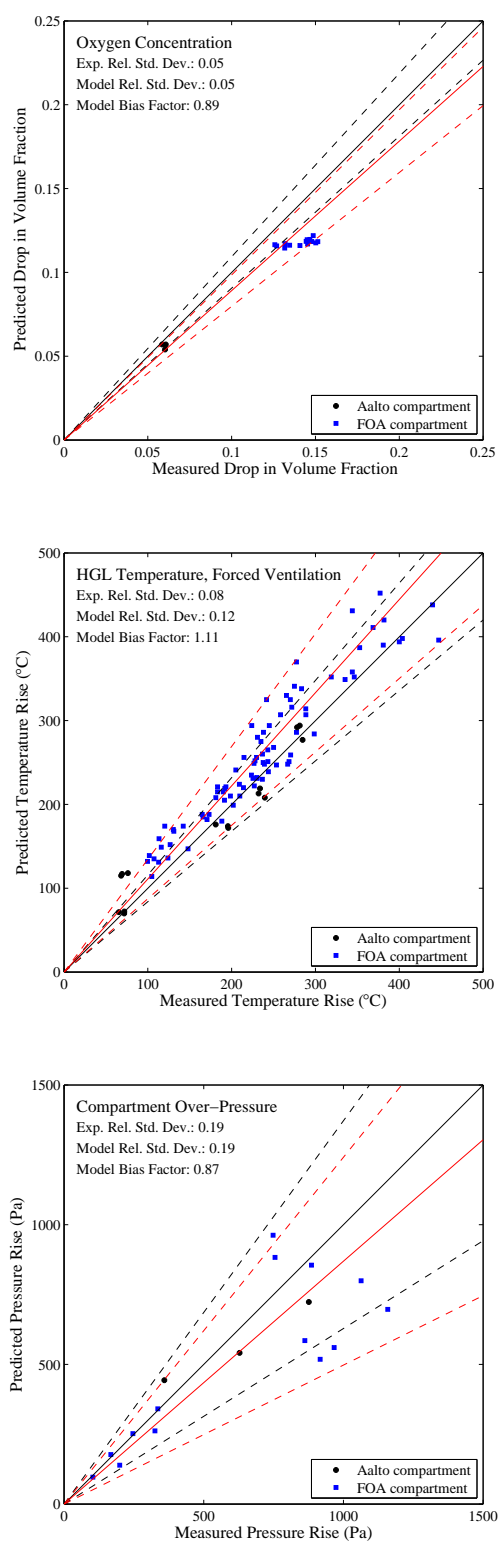 Oxygen Concentration
Exp. Rel. Std. Dev.: 0.05
Model Rel. Std. Dev.: 0.05
Model Bias Factor: 0.89
0.25
0.2
0.15
0.1
0.05
0
Predicted Drop in Volume Fraction
Aalto compartment
FOA compartment
0 0.05 0.1 0.15 0.2 0.25
Measured Drop in Volume Fraction
HGL Temperature, Forced Ventilation
Exp. Rel. Std. Dev.: 0.08
Model Rel. Std. Dev.: 0.12
Model Bias Factor: 1.11
500
400
300
200
100
0
Predicted Temperature Rise (°C)
Aalto compartment
FOA compartment
0 100 200 300 400 500
Measured Temperature Rise (°C)
Compartment Over−Pressure
Exp. Rel. Std. Dev.: 0.19
Model Rel. Std. Dev.: 0.19
Model Bias Factor: 0.87
1500
1000
500
0
Predicted Pressure Rise (Pa)
Aalto compartment
FOA compartment
0 500 1000 1500
Measured Pressure Rise (Pa)